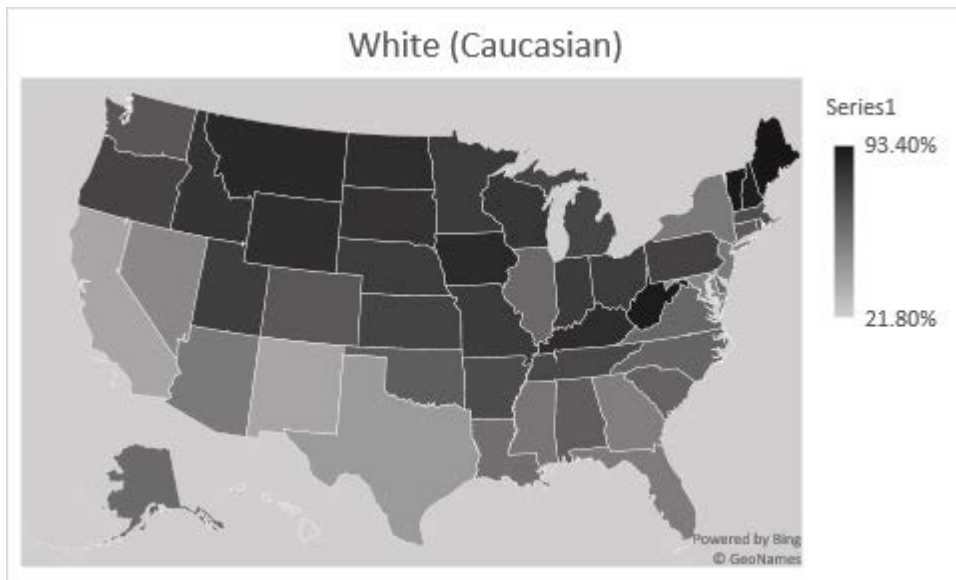 White (Caucasian)
Series1
93.40%
21.80%
Powered by Bing
© GeoNames